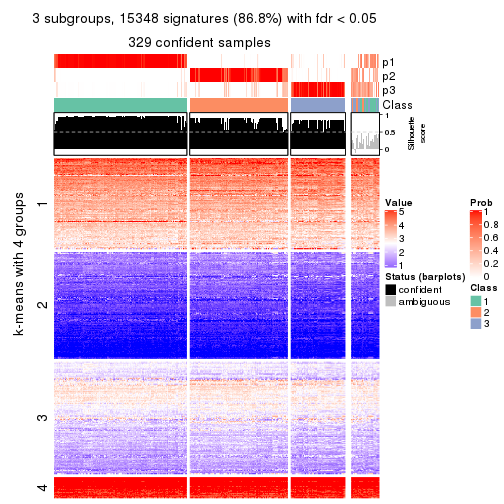 3 subgroups, 15348 signatures (86.8%) with fdr < 0.05
329 confident samples
p1
p2
p3
Class
1
0.5
0
Silhouette
score
k-means with 4 groups
1
2
3
4
Value
5
4
3
2
1
Status (barplots)
confident
ambiguous
Prob
1
0.8
0.6
0.4
0.2
0
Class
1
2
3